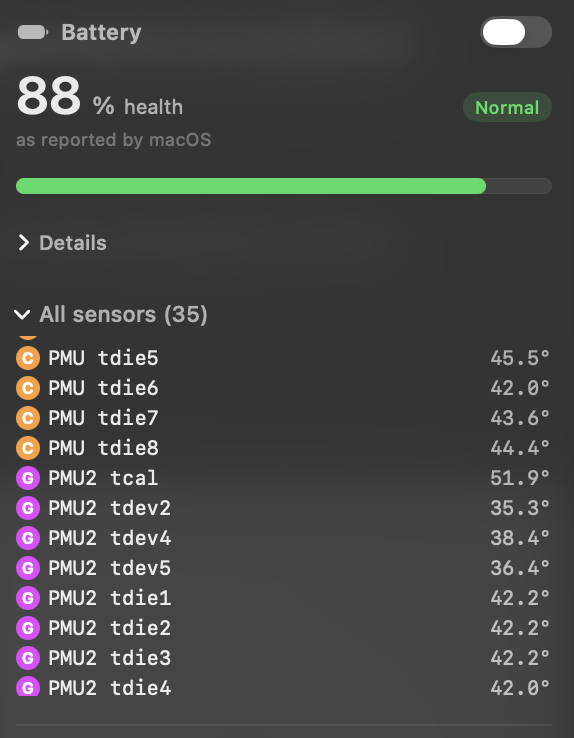 Battery
88 % health
Normal
as reported by macOS
Details
All sensors (35)
C PMU tdie5 45.5°
C PMU tdie6 42.0°
C PMU tdie7 43.6°
C PMU tdie8 44.4°
G PMU2 tcal 51.9°
G PMU2 tdev2 35.3°
G PMU2 tdev4 38.4°
G PMU2 tdev5 36.4°
G PMU2 tdie1 42.2°
G PMU2 tdie2 42.2°
G PMU2 tdie3 42.2°
G PMU2 tdie4 42.0°